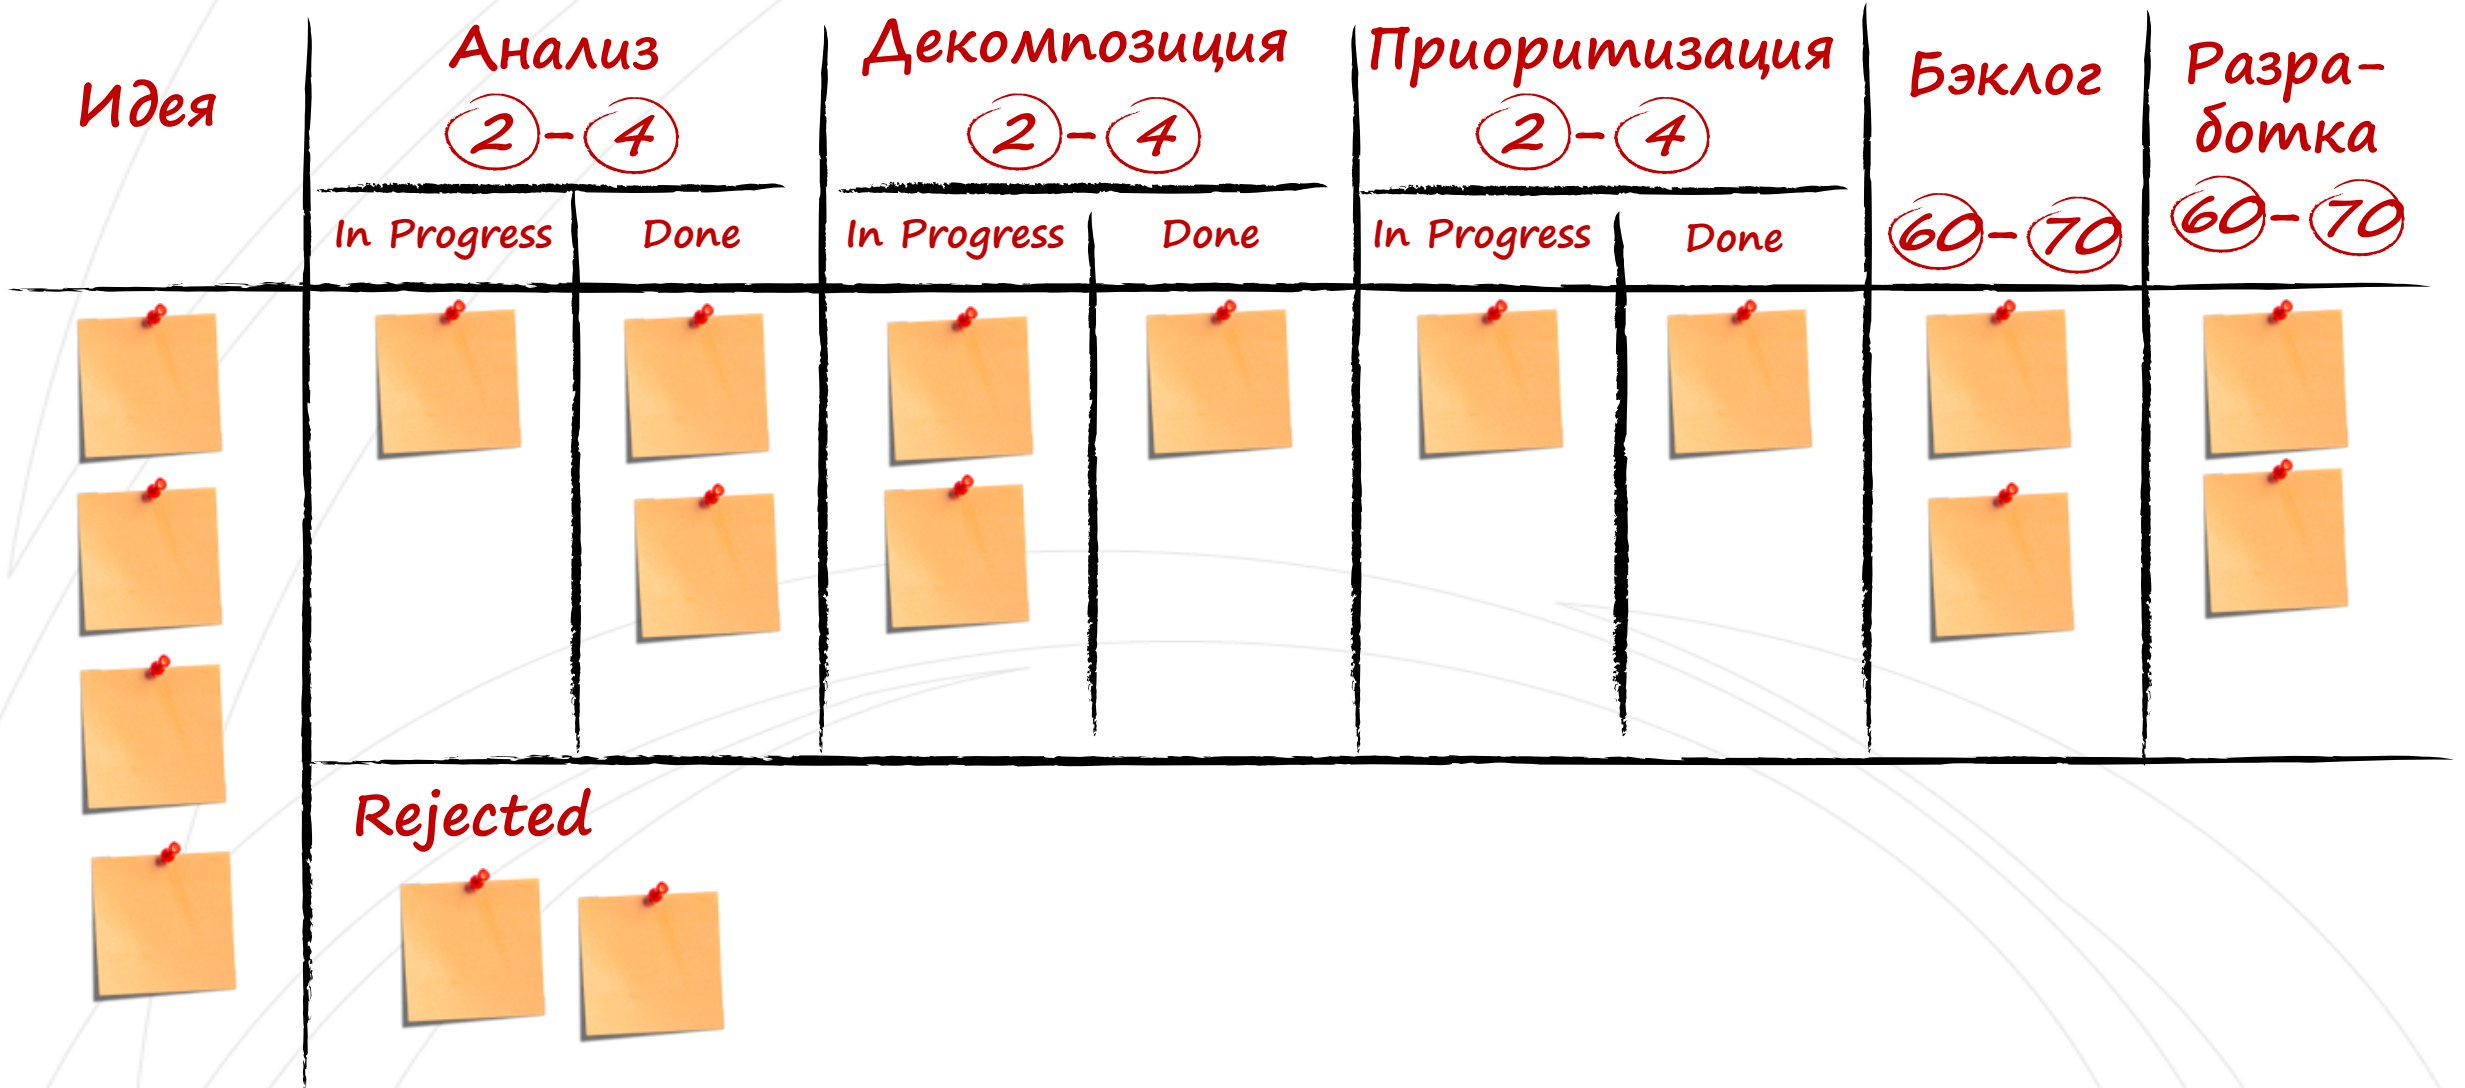 Идея
Анализ
2 - 4
In Progress
Done
Декомпозиция
2 - 4
In Progress
Done
Приоритизация
2 - 4
In Progress
Done
Бэклог
60 - 70
Разра-
ботка
60 - 70
Rejected